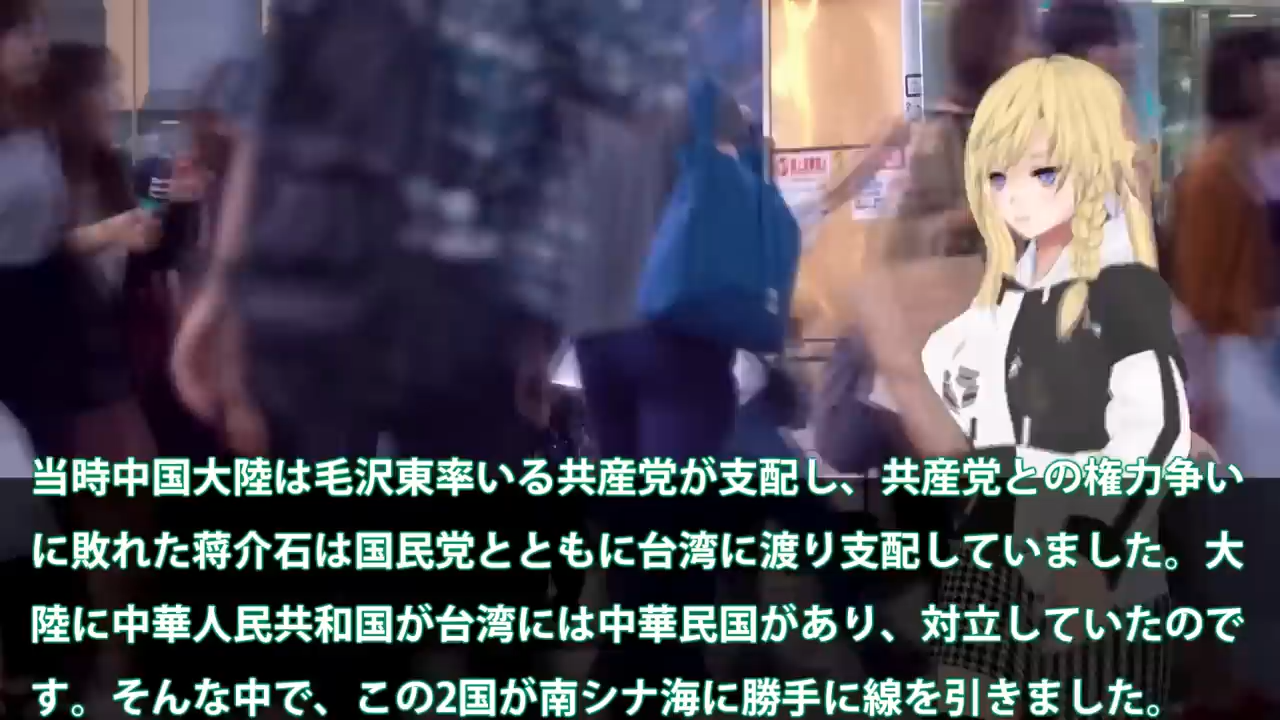 当時中国大陸は毛沢東率いる共産党が支配し、共産党との権力争い
に敗れた蒋介石は国民党とともに台湾に渡り支配していました。大
陸に中華人民共和国が台湾には中華民国があり、対立していたので
す。そんな中で、この2国が南シナ海に勝手に線を引きました。